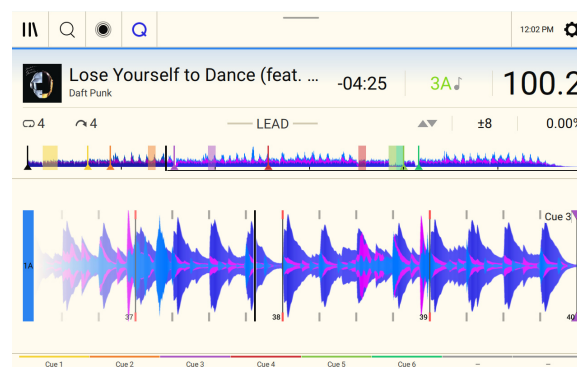 12:02 PM
Lose Yourself to Dance (feat. ...
Daft Punk
-04:25
3A
100.2
4
4
LEAD
±8
0.00%
Cue 3
1A
37
38
39
40
Cue 1
Cue 2
Cue 3
Cue 4
Cue 5
Cue 6
–
–